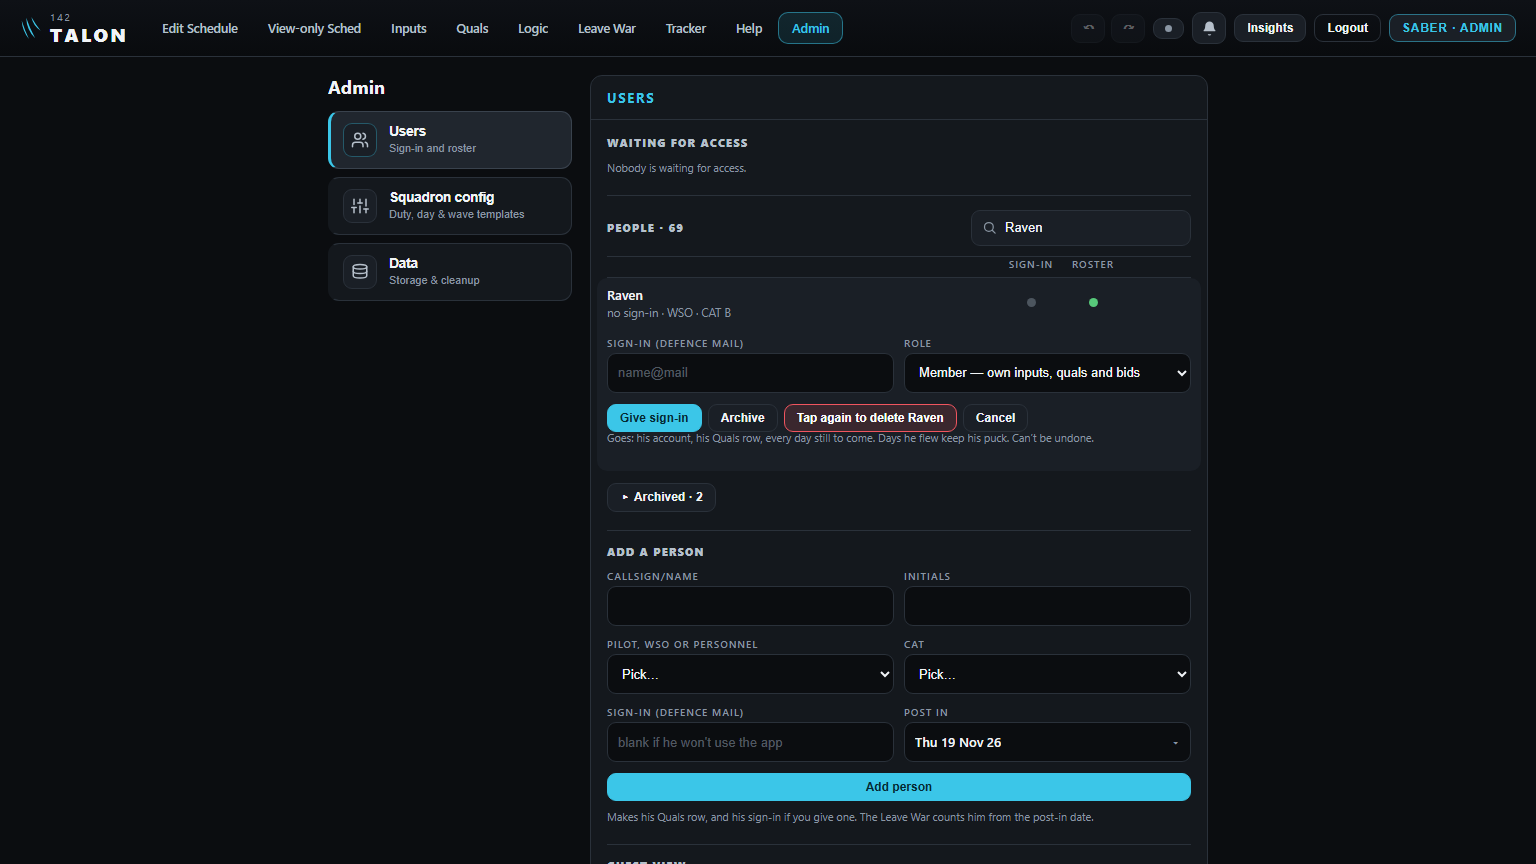 142
TALON
Edit Schedule
View-only Sched
Inputs
Quals
Logic
Leave War
Tracker
Help
Admin
Insights
Logout
SABER · ADMIN
Admin
Users
Sign-in and roster
Squadron config
Duty, day & wave templates
Data
Storage & cleanup
USERS
WAITING FOR ACCESS
Nobody is waiting for access.
PEOPLE · 69
Raven
SIGN-IN
ROSTER
Raven
no sign-in · WSO · CAT B
SIGN-IN (DEFENCE MAIL)
ROLE
name@mail
Member — own inputs, quals and bids
Give sign-in
Archive
Tap again to delete Raven
Cancel
Goes: his account, his Quals row, every day still to come. Days he flew keep his puck. Can't be undone.
▸ Archived · 2
ADD A PERSON
CALLSIGN/NAME
INITIALS
PILOT, WSO OR PERSONNEL
CAT
Pick…
Pick…
SIGN-IN (DEFENCE MAIL)
POST IN
blank if he won't use the app
Thu 19 Nov 26
Add person
Makes his Quals row, and his sign-in if you give one. The Leave War counts him from the post-in date.